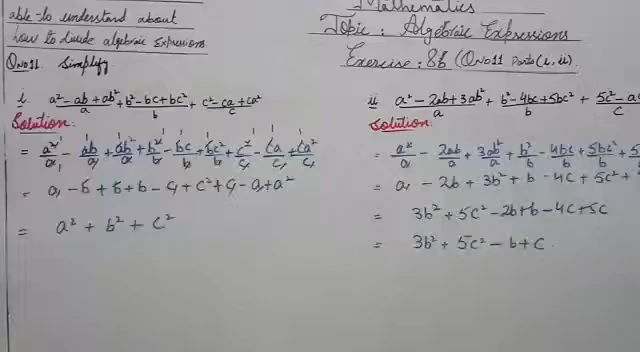 able to understand about
how to divide algebraic Expressions
Mathematics
Topic: Algebraic Expressions
Exercise: 8b (QNo11 Parts(i, ii)
QNo11 Simplify
i. a² - ab + ab²/a + b² - bc + bc²/b + c² - ca + ca²/c
Solution:
= a²/a - ab/a + ab²/a + b²/b - bc/b + bc²/b + c²/c - ca/c + ca²/c
= a - b + b² + b - c + c² + c - a + a²
= a² + b² + c²
ii a² - 2ab + 3ab²/a + b² - 4bc + 5bc²/b + 5c² - a/c
Solution:
= a²/a - 2ab/a + 3ab²/a + b²/b - 4bc/b + 5bc²/b + 5
= a - 2b + 3b² + b - 4c + 5c² +
= 3b² + 5c² - 2b + b - 4c + 5c
= 3b² + 5c² - b + c